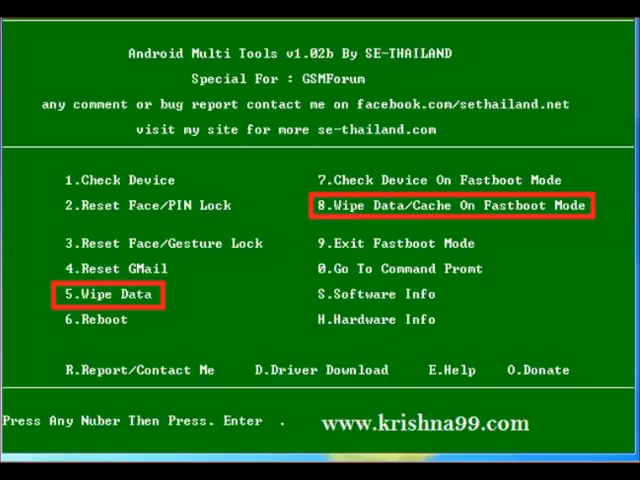 Android Multi Tools v1.02b By SE-THAILAND
Special For : GSMForum
any comment or bug report contact me on facebook.com/sethailand.net
visit my site for more se-thailand.com
1.Check Device
2.Reset Face/PIN Lock
3.Reset Face/Gesture Lock
4.Reset GMail
5.Wipe Data
6.Reboot
7.Check Device On Fastboot Mode
8.Wipe Data/Cache On Fastboot Mode
9.Exit Fastboot Mode
0.Go To Command Promt
S.Software Info
H.Hardware Info
R.Report/Contact Me D.Driver Download E.Help O.Donate
Press Any Nuber Then Press. Enter .
www.krishna99.com